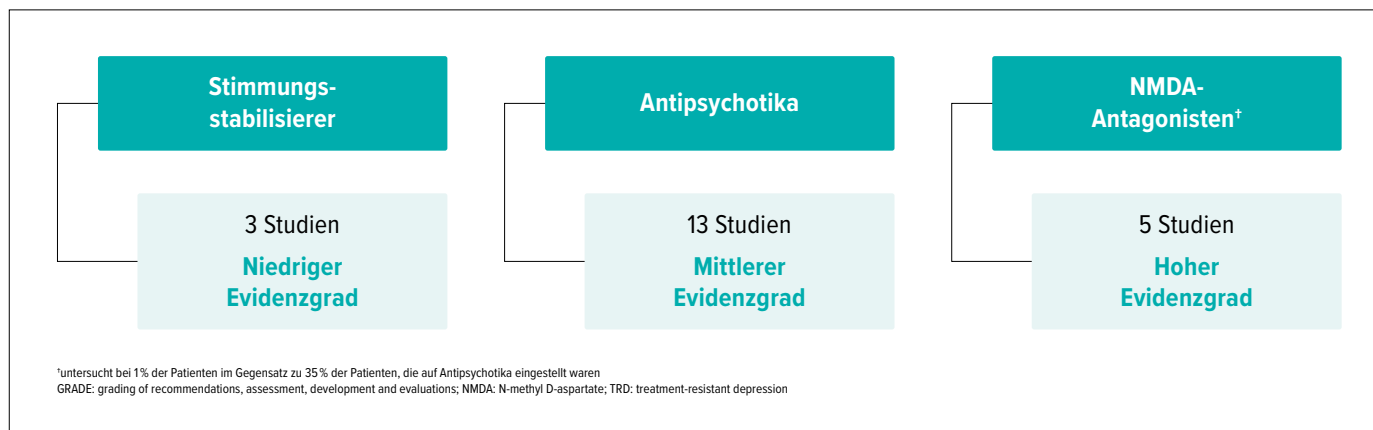 Stimmungs-
stabilisierer
3 Studien
Niedriger
Evidenzgrad
Antipsychotika
13 Studien
Mittlerer
Evidenzgrad
NMDA-
Antagonisten†
5 Studien
Hoher
Evidenzgrad
†untersucht bei 1 % der Patienten im Gegensatz zu 35 % der Patienten, die auf Antipsychotika eingestellt waren
GRADE: grading of recommendations, assessment, development and evaluations; NMDA: N-methyl D-aspartate; TRD: treatment-resistant depression